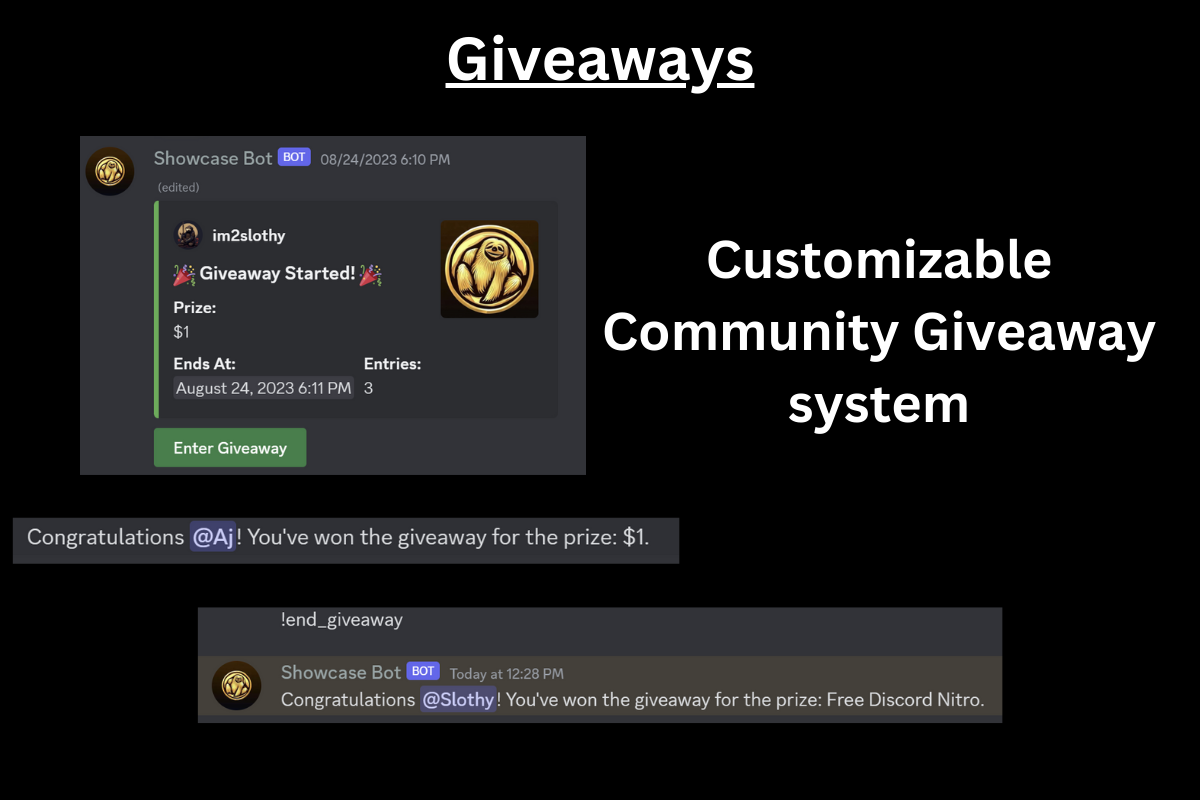 Giveaways
Showcase Bot BOT 08/24/2023 6:10 PM
(edited)
im2slothy
🎉 Giveaway Started! 🎉
Prize:
$1
Ends At: Entries:
August 24, 2023 6:11 PM 3
Enter Giveaway
Customizable
Community Giveaway
system
Congratulations @Aj! You've won the giveaway for the prize: $1.
!end_giveaway
Showcase Bot BOT Today at 12:28 PM
Congratulations @Slothy! You've won the giveaway for the prize: Free Discord Nitro.